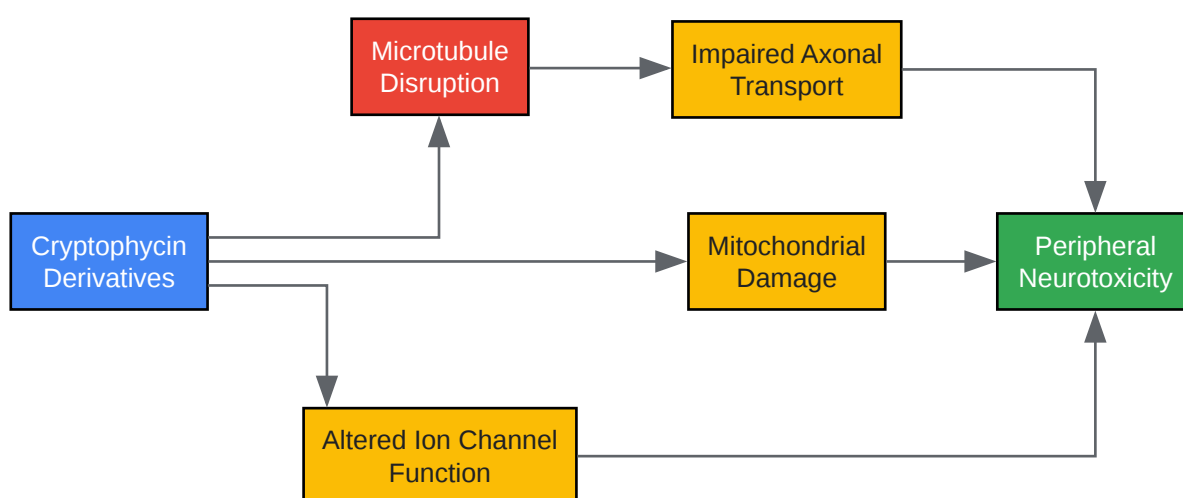 Microtubule
Disruption
Impaired Axonal
Transport
Cryptophycin
Derivatives
Mitochondrial
Damage
Peripheral
Neurotoxicity
Altered Ion Channel
Function